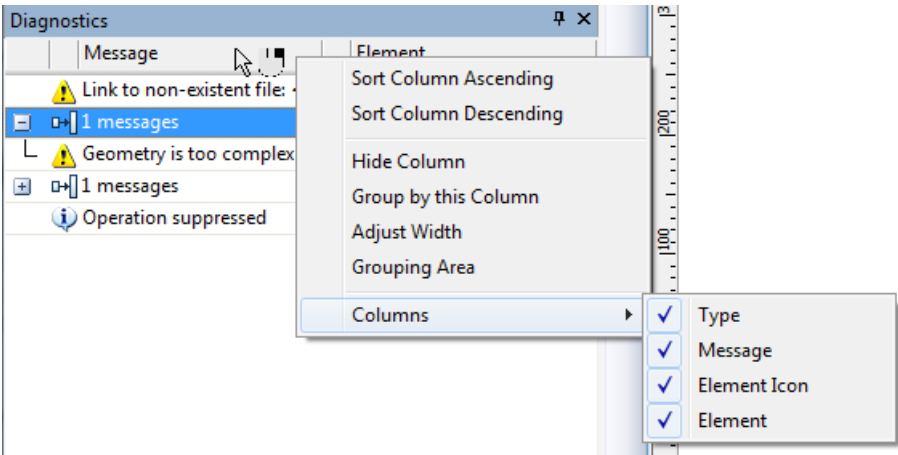 Diagnostics
Message Element
Link to non-existent file:
1 messages
Geometry is too complex
1 messages
Operation suppressed
Sort Column Ascending
Sort Column Descending
Hide Column
Group by this Column
Adjust Width
Grouping Area
Columns
Type
Message
Element Icon
Element
200
100